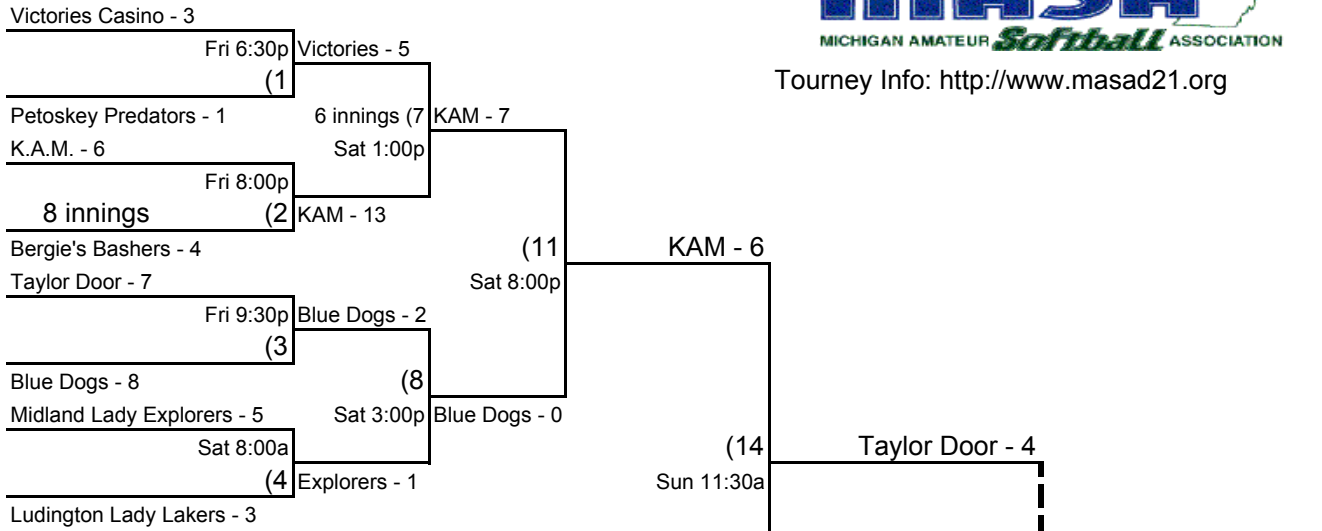 Victories Casino - 3
MASA
Fri 6:30p Victories - 5
MICHIGAN AMATEUR Softball ASSOCIATION
(1
Tourney Info: http://www.masad21.org
Petoskey Predators - 1
6 innings (7 KAM - 7
K.A.M. - 6
Sat 1:00p
Fri 8:00p
8 innings (2 KAM - 13
Bergie's Bashers - 4
(11 KAM - 6
Taylor Door - 7
Sat 8:00p
Fri 9:30p Blue Dogs - 2
(3
Blue Dogs - 8
(8
Midland Lady Explorers - 5
Sat 3:00p Blue Dogs - 0
Sat 8:00a
(14 Taylor Door - 4
(4 Explorers - 1
Sun 11:30a
Ludington Lady Lakers - 3